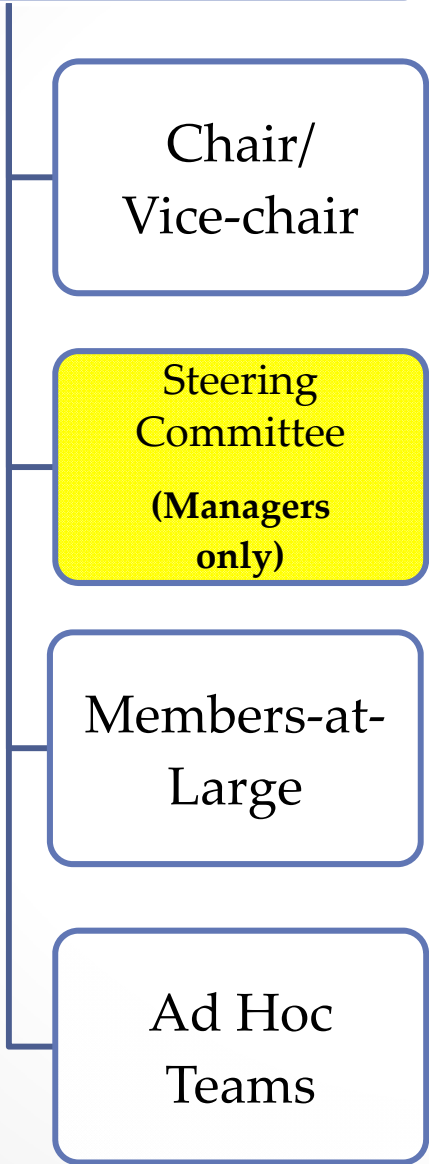 Chair/
Vice-chair
Steering
Committee
(Managers
only)
Members-at-
Large
Ad Hoc
Teams